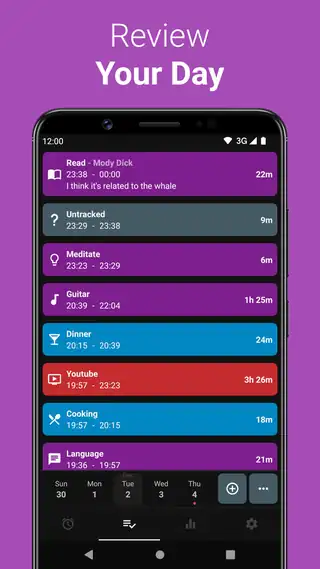 Review
Your Day
12:00
3G
Read - Mody Dick
23:38 - 00:00
I think it's related to the whale
22m
Untracked
23:29 - 23:38
9m
Meditate
23:23 - 23:29
6m
Guitar
20:39 - 22:04
1h 25m
Dinner
20:15 - 20:39
24m
Youtube
19:57 - 23:23
3h 26m
Cooking
19:57 - 20:15
18m
Language
19:36 - 19:57
21m
Sun Mon Tue Wed Thu
30 1 2 3 4